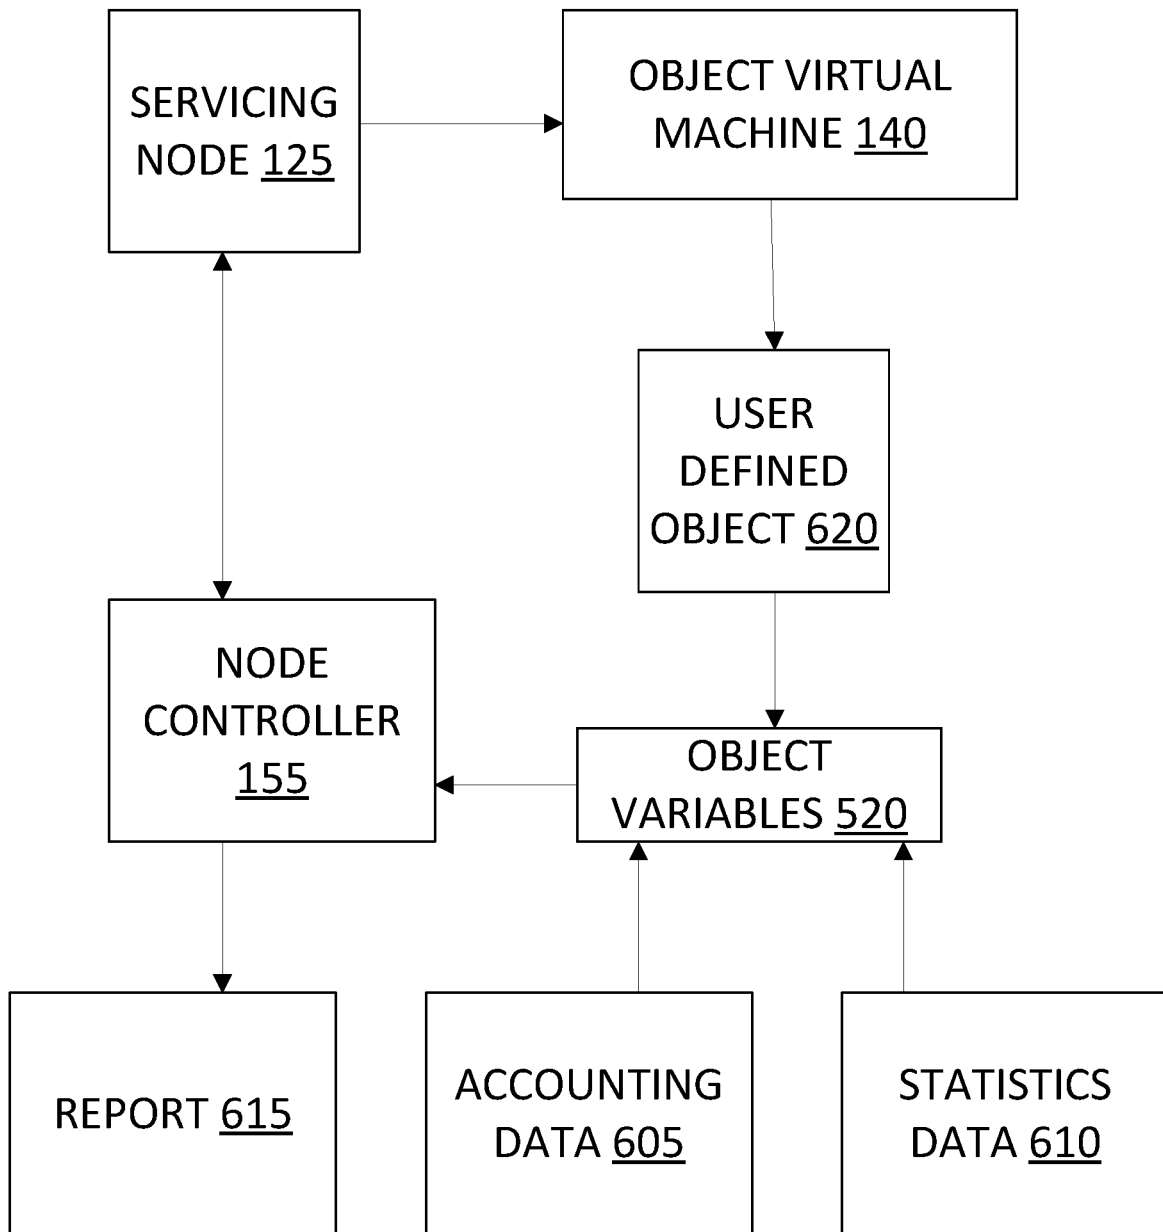 SERVICING
NODE 125
OBJECT VIRTUAL
MACHINE 140
USER
DEFINED
OBJECT 620
NODE
CONTROLLER
155
OBJECT
VARIABLES 520
REPORT 615
ACCOUNTING
DATA 605
STATISTICS
DATA 610